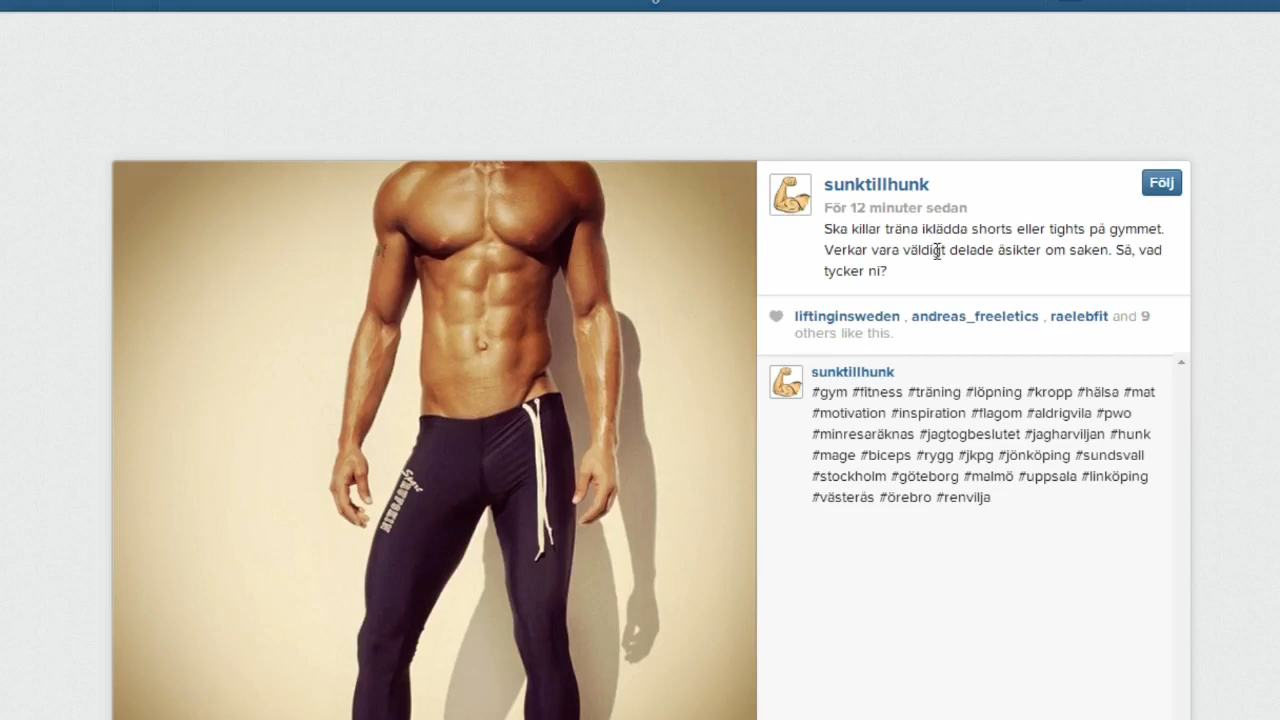 sunktillhunk
Följ
För 12 minuter sedan
Ska killar träna iklädda shorts eller tights på gymmet.
Verkar vara väldigt delade åsikter om saken. Så, vad
tycker ni?
liftinginsweden , andreas_freeletics , raelebfit and 9
others like this.
sunktillhunk
#gym #fitness #träning #löpning #kropp #hälsa #mat
#motivation #inspiration #flagom #aldrigvila #pwo
#minresaräknas #jagtogbeslutet #jagharviljan #hunk
#mage #biceps #rygg #jkpg #jönköping #sundsvall
#stockholm #göteborg #malmö #uppsala #linköping
#västerås #örebro #renvilja